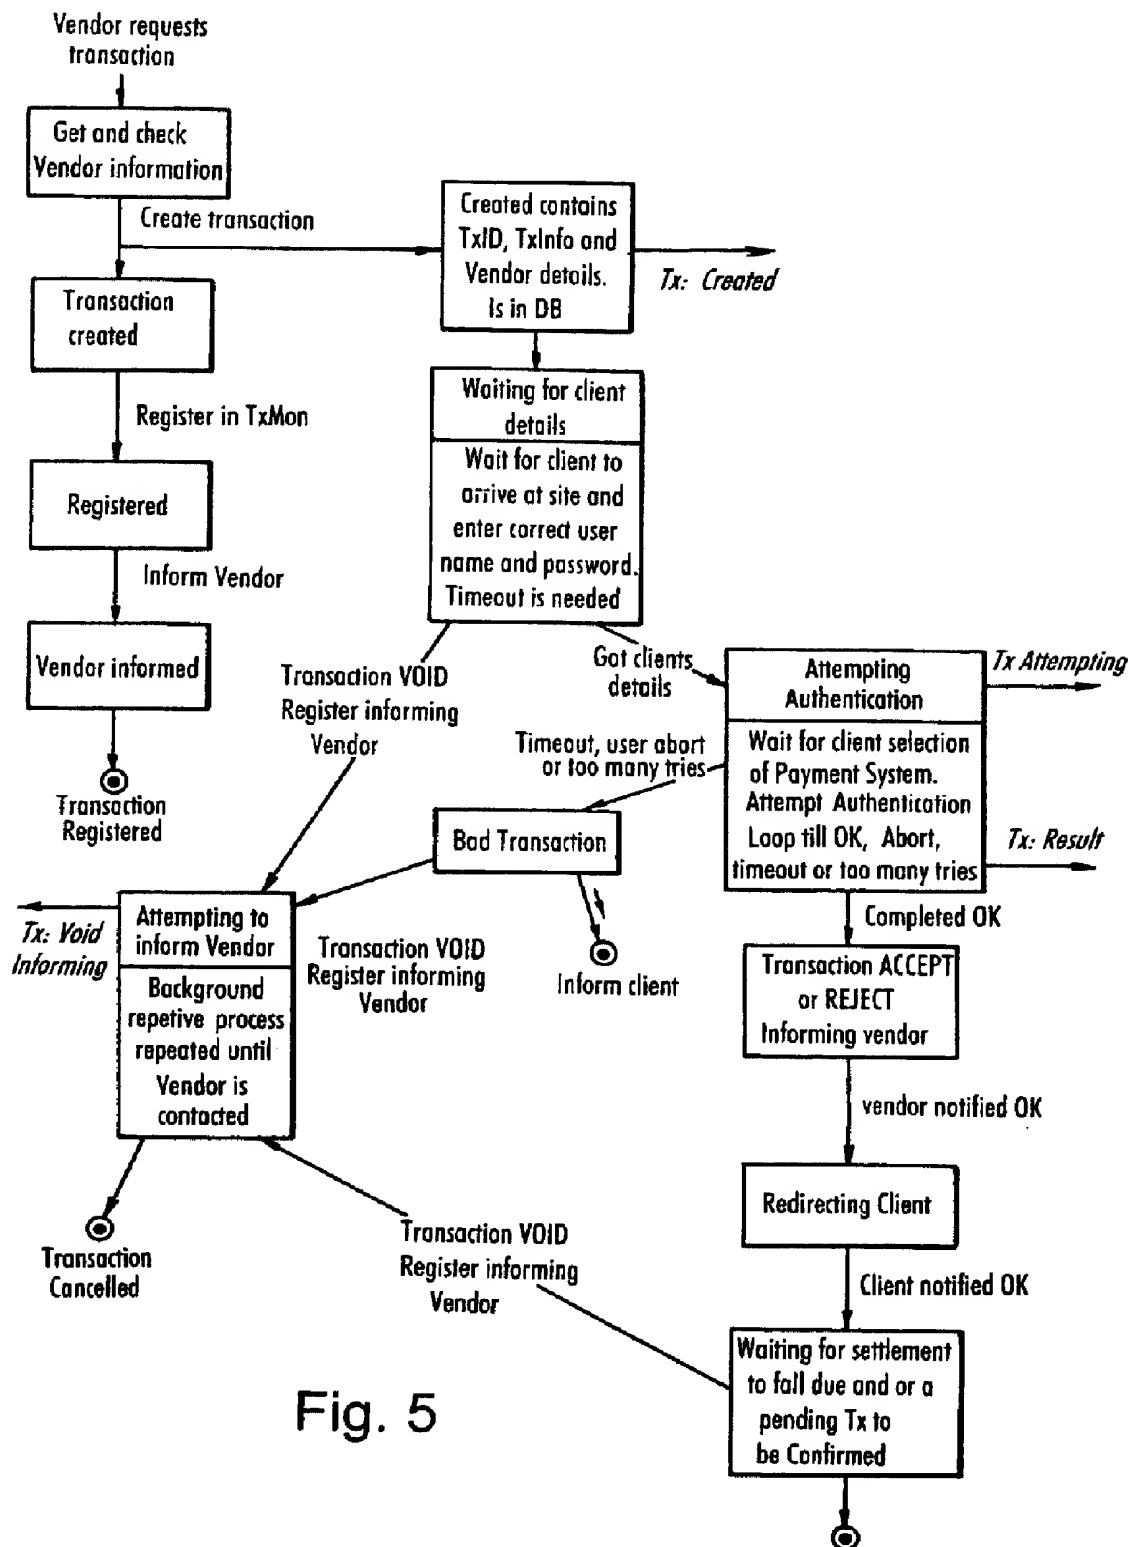 Vendor requests
transaction
Get and check
Vendor information
Create transaction
Created contains
TxID, TxInfo and
Vendor details.
Is in DB
Tx: Created
Transaction
created
Register in TxMon
Registered
Inform Vendor
Vendor informed
Transaction
Registered
Waiting for client
details
Wait for client to
arrive at site and
enter correct user
name and password.
Timeout is needed
Transaction VOID
Register informing
Vendor
Got clients
details
Attempting
Authentication
Tx Attempting
Wait for client selection
of Payment System.
Attempt Authentication
Loop till OK, Abort,
timeout or too many tries
Tx: Result
Timeout, user abort
or too many tries
Bad Transaction
Inform client
Attempting to
inform Vendor
Tx: Void
Informing
Background
repetive process
repeated until
Vendor is
contacted
Transaction VOID
Register informing
Vendor
Completed OK
Transaction ACCEPT
or REJECT
Informing vendor
vendor notified OK
Redirecting Client
Client notified OK
Transaction
Cancelled
Transaction VOID
Register informing
Vendor
Waiting for settlement
to fall due and or a
pending Tx to
be Confirmed
Fig. 5